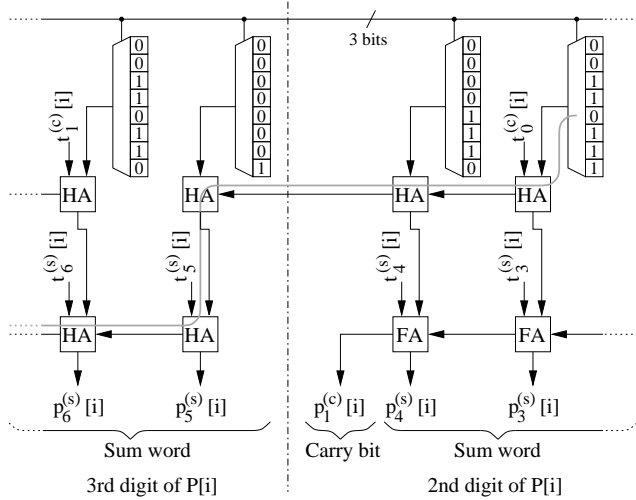 3 bits
0 0 0 0
0 0 0 0
1 0 0 1
1 0 0 0
0 0 1 0
1 0 1 1
1 0 0 1
0 1 0 0
t₁⁽ᶜ⁾[i]
t₀⁽ᶜ⁾[i]
HA HA HA HA
t₆⁽ˢ⁾[i] t₅⁽ˢ⁾[i] t₄⁽ˢ⁾[i] t₃⁽ˢ⁾[i]
HA HA FA FA
p₆⁽ˢ⁾[i] p₅⁽ˢ⁾[i] p₁⁽ᶜ⁾[i] p₄⁽ˢ⁾[i] p₃⁽ˢ⁾[i]
Sum word Carry bit Sum word
3rd digit of P[i] 2nd digit of P[i]